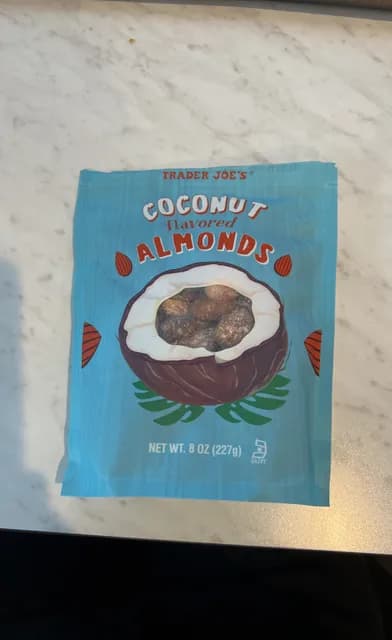 TRADER JOE'S®
COCONUT
flavored
ALMONDS
NET WT. 8 OZ (227g)